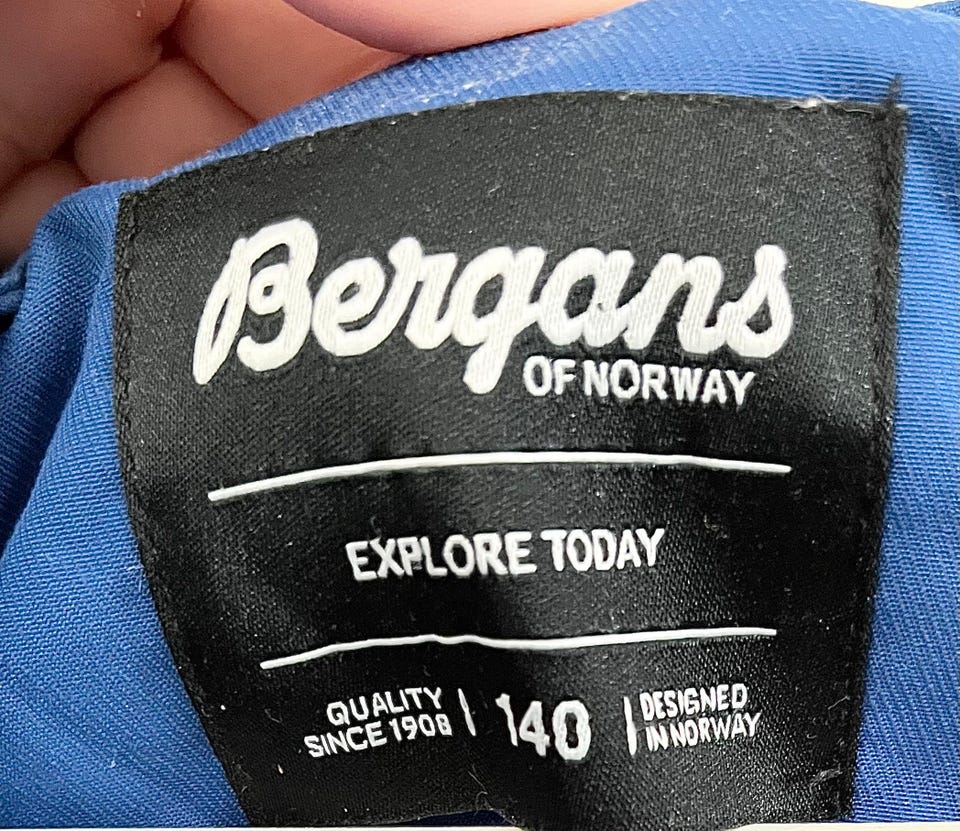 Bergans
OF NORWAY
EXPLORE TODAY
QUALITY
SINCE 1908
140
DESIGNED
IN NORWAY